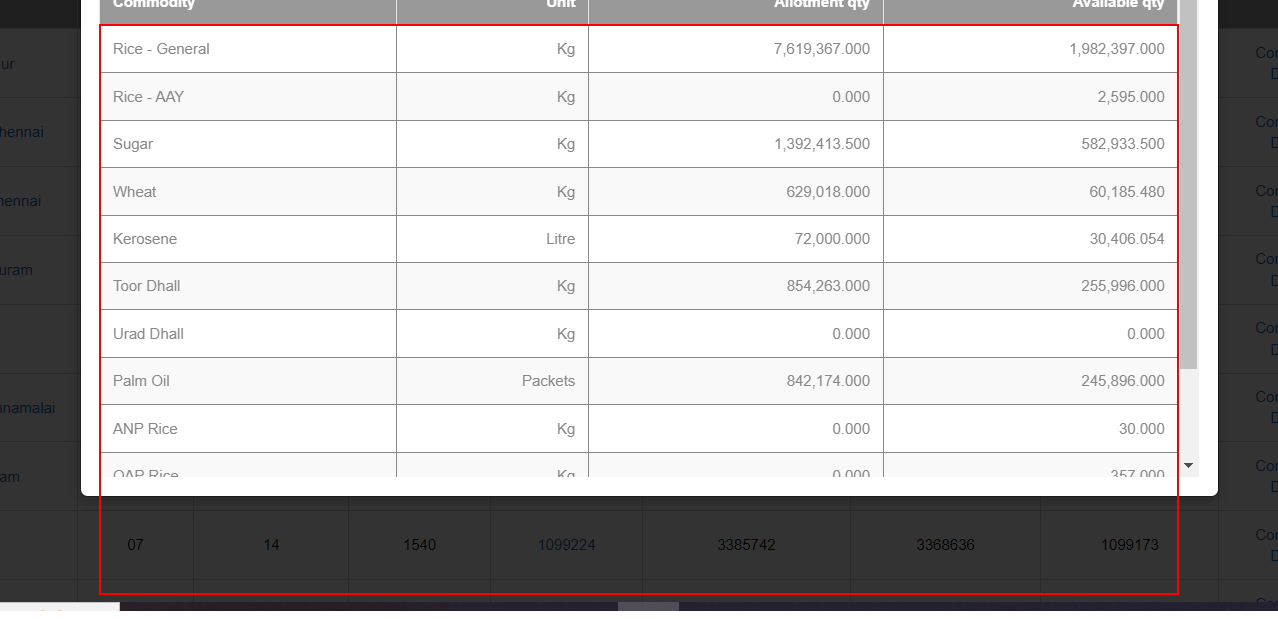 Commodity Unit Allotment qty Available qty
Rice - General Kg 7,619,367.000 1,982,397.000
ur
Rice - AAY Kg 0.000 2,595.000
hennai
Sugar Kg 1,392,413.500 582,933.500
Wheat Kg 629,018.000 60,185.480
hennai
Kerosene Litre 72,000.000 30,406.054
uram
Toor Dhall Kg 854,263.000 255,996.000
Urad Dhall Kg 0.000 0.000
Palm Oil Packets 842,174.000 245,896.000
nnamalai
ANP Rice Kg 0.000 30.000
OAP Rice Kg 0.000 357.000
am
07 14 1540 1099224 3385742 3368636 1099173